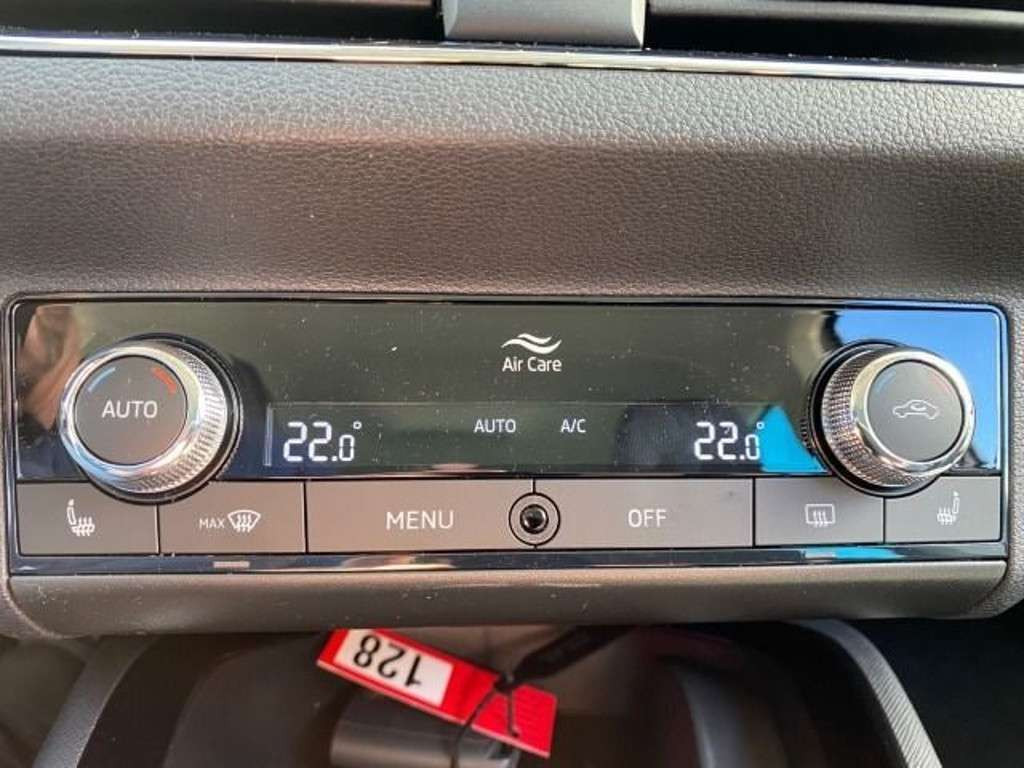 Air Care
AUTO
22.0° AUTO A/C 22.0°
MAX MENU OFF
128